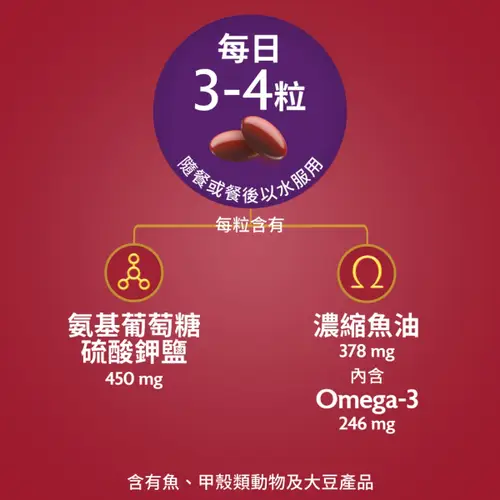 每日
3-4粒
隨餐或餐後以水服用
每粒含有
氨基葡萄糖
硫酸鉀鹽
450 mg
濃縮魚油
378 mg
內含
Omega-3
246 mg
含有魚、甲殼類動物及大豆產品